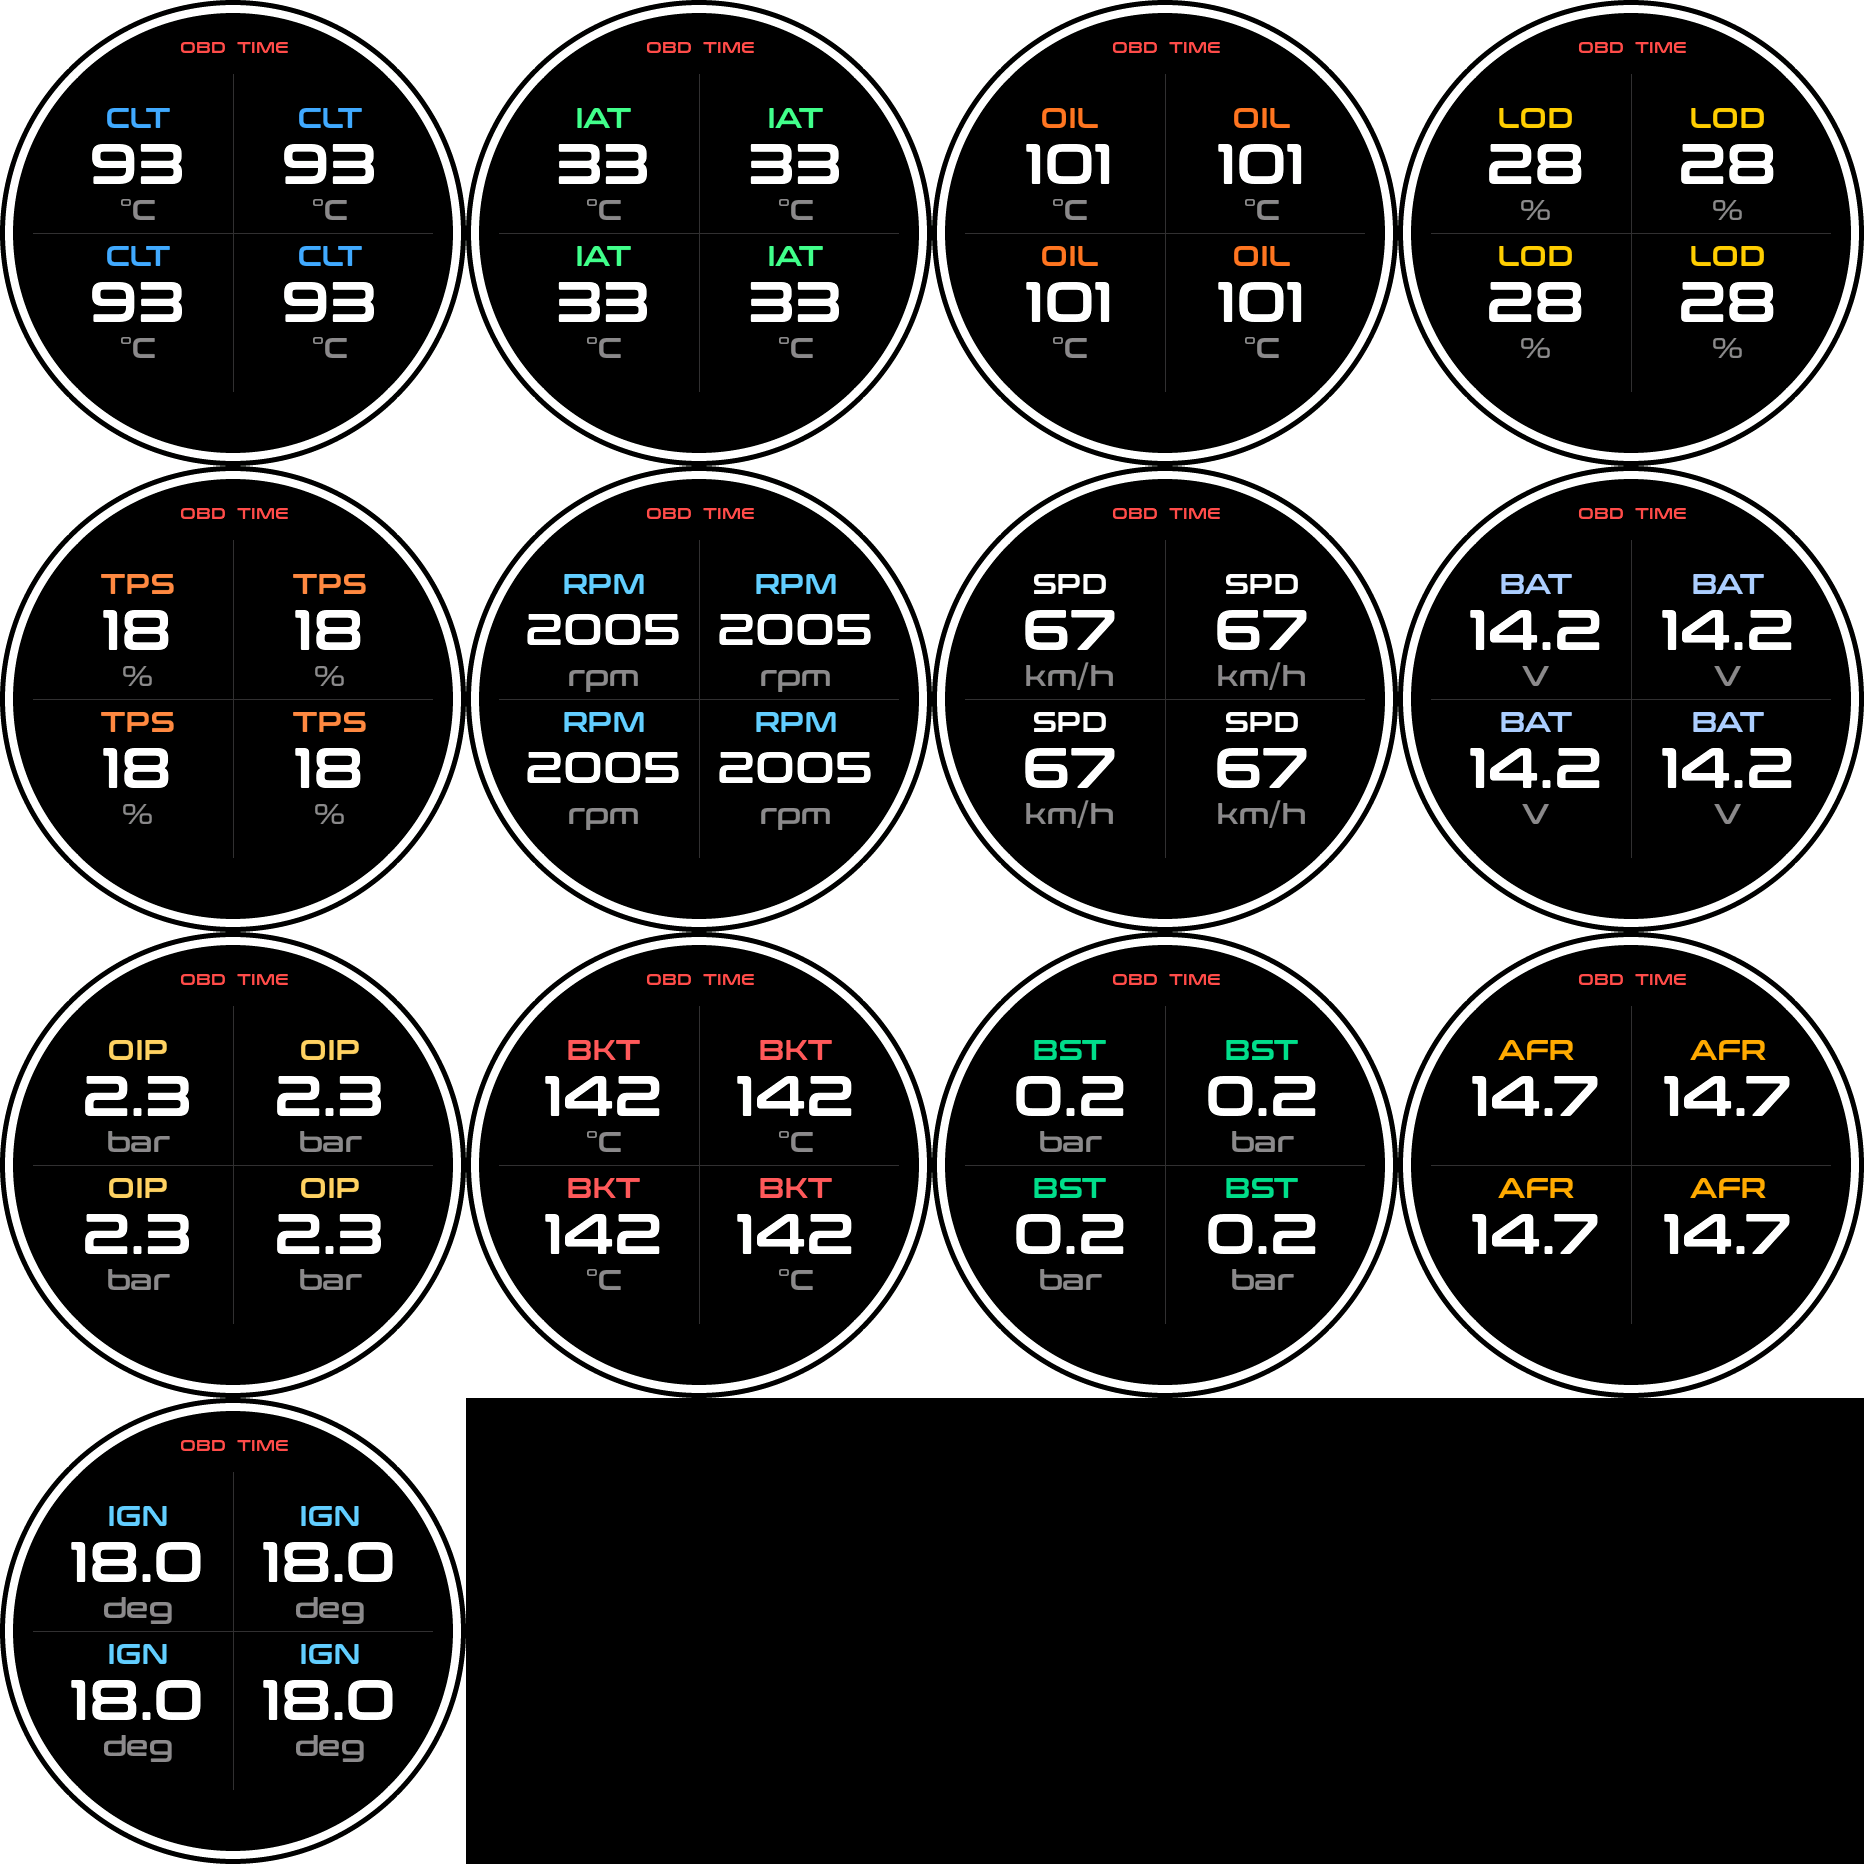 OBD TIME
CLT CLT
93 93
°C °C
CLT CLT
93 93
°C °C
OBD TIME
IAT IAT
33 33
°C °C
IAT IAT
33 33
°C °C
OBD TIME
OIL OIL
101 101
°C °C
OIL OIL
101 101
°C °C
OBD TIME
LOD LOD
28 28
% %
LOD LOD
28 28
% %
OBD TIME
TPS TPS
18 18
% %
TPS TPS
18 18
% %
OBD TIME
RPM RPM
2005 2005
rpm rpm
RPM RPM
2005 2005
rpm rpm
OBD TIME
SPD SPD
67 67
km/h km/h
SPD SPD
67 67
km/h km/h
OBD TIME
BAT BAT
14.2 14.2
V V
BAT BAT
14.2 14.2
V V
OBD TIME
OIP OIP
2.3 2.3
bar bar
OIP OIP
2.3 2.3
bar bar
OBD TIME
BKT BKT
142 142
°C °C
BKT BKT
142 142
°C °C
OBD TIME
BST BST
0.2 0.2
bar bar
BST BST
0.2 0.2
bar bar
OBD TIME
AFR AFR
14.7 14.7
AFR AFR
14.7 14.7
OBD TIME
IGN IGN
18.0 18.0
deg deg
IGN IGN
18.0 18.0
deg deg